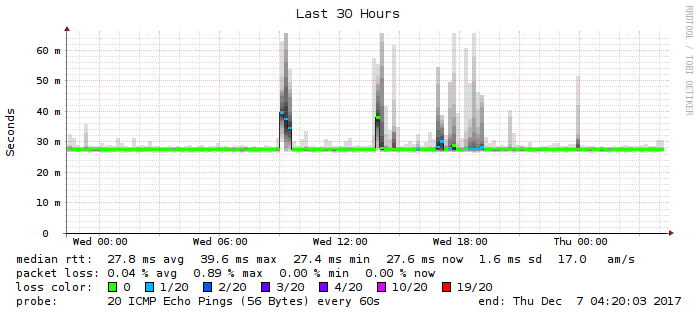 Last 30 Hours
RRDTOOL / TOBI OETIKER
Seconds
60 m
50 m
40 m
30 m
20 m
10 m
0
Wed 00:00 Wed 06:00 Wed 12:00 Wed 18:00 Thu 00:00
median rtt: 27.8 ms avg 39.6 ms max 27.4 ms min 27.6 ms now 1.6 ms sd 17.0 am/s
packet loss: 0.04 % avg 0.89 % max 0.00 % min 0.00 % now
loss color: 0 1/20 2/20 3/20 4/20 10/20 19/20
probe: 20 ICMP Echo Pings (56 Bytes) every 60s end: Thu Dec 7 04:20:03 2017